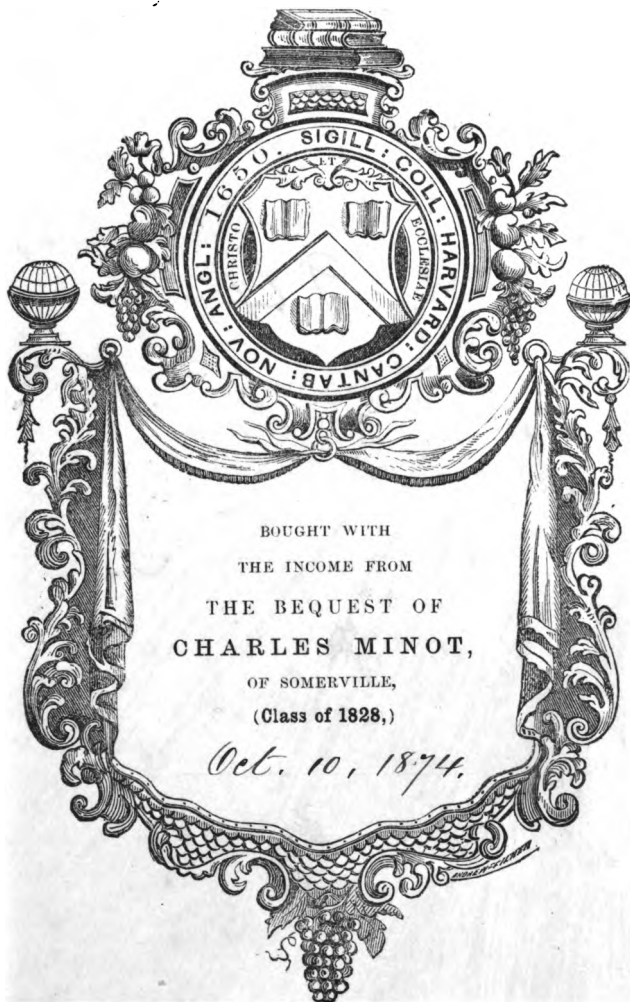 SIGILL: COLL: HARVARD: CANTAB: NOV: ANGL: 1650.
ET
CHRISTO
ECCLESIAE
BOUGHT WITH
THE INCOME FROM
THE BEQUEST OF
CHARLES MINOT,
OF SOMERVILLE,
(Class of 1828,)
Oct. 10, 1874.